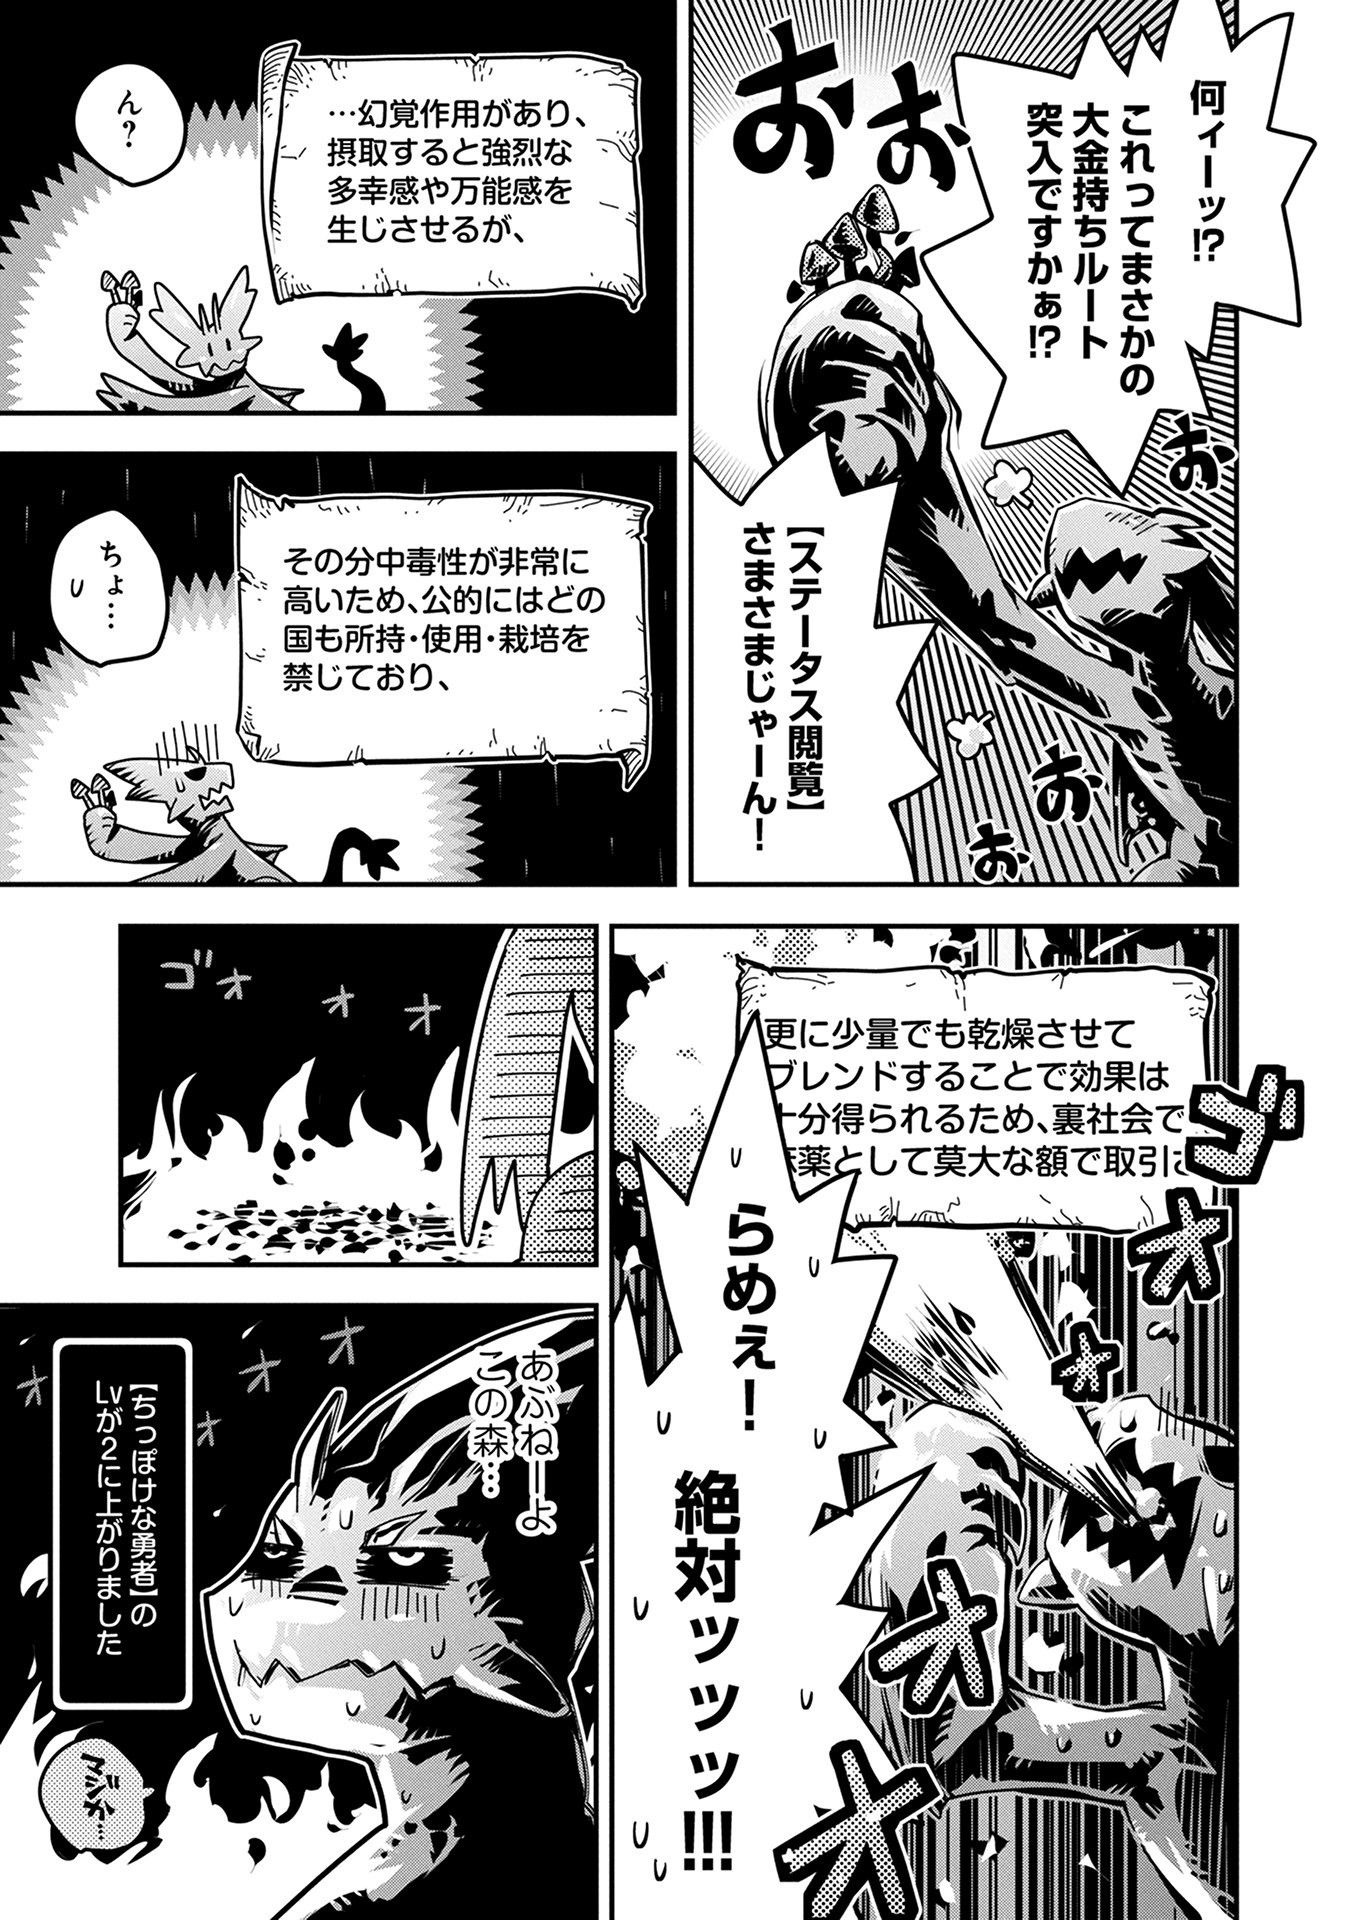 何ィーッ!?
これってまさかの
大金持ちルート
突入ですかぁ!?
おおおおお
【ステータス閲覧】
さまさまじゃーん!
…幻覚作用があり、
摂取すると強烈な
多幸感や万能感を
生じさせるが、
ん?
その分中毒性が非常に
高いため、公的にはどの
国も所持・使用・栽培を
禁じており、
ちょ…
更に少量でも乾燥させて
ブレンドすることで効果は
十分得られるため、裏社会で
薬として莫大な額で取引
らめぇ!
絶対ッッッッ!!!
ゴオオオオ
ゴオオオ
あぶねーよ
この森…
オオ
【ちっぽけな勇者】の
Lvが2に上がりました
マジか…